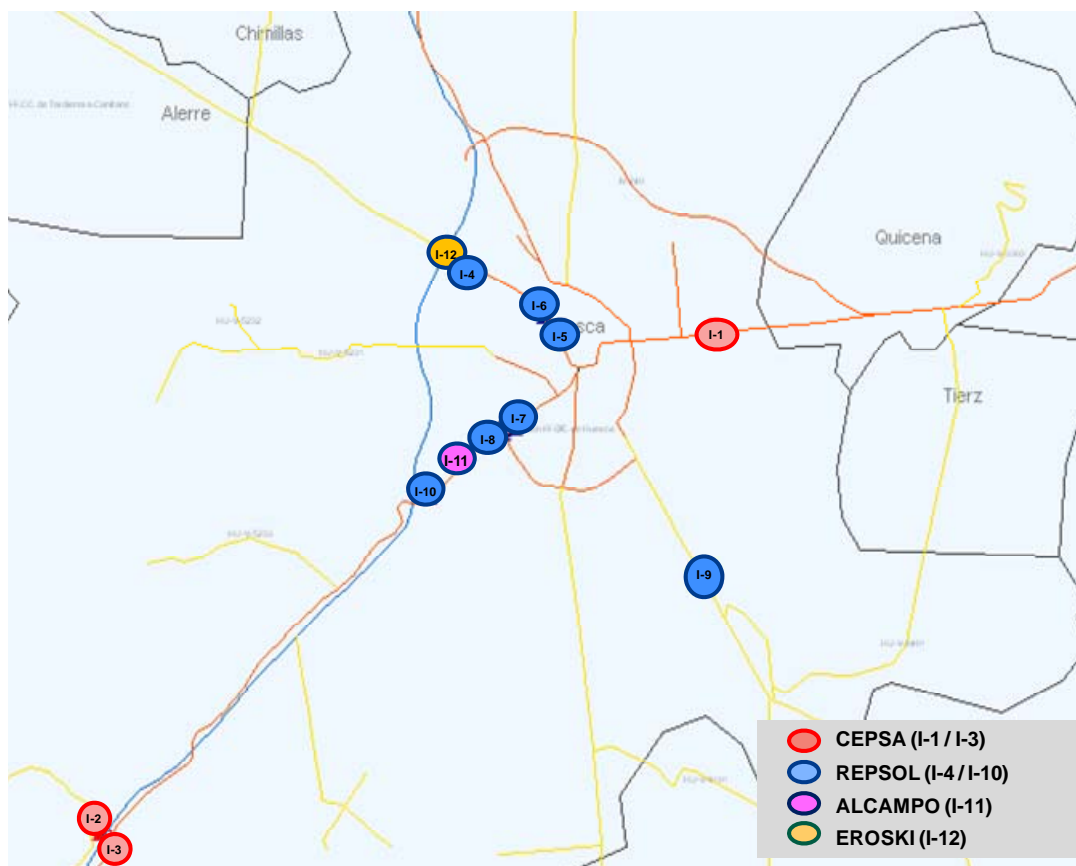 Chimillas
Alerre
Quicena
I-12
I-4
I-6
sca
I-5
I-1
Tierz
I-7
I-8
I-11
I-10
I-9
I-2
I-3
CEPSA (I-1 / I-3)
REPSOL (I-4 / I-10)
ALCAMPO (I-11)
EROSKI (I-12)